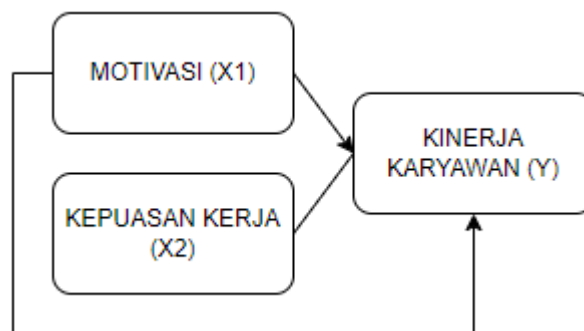 MOTIVASI (X1)
KINERJA
KARYAWAN (Y)
KEPUASAN KERJA
(X2)